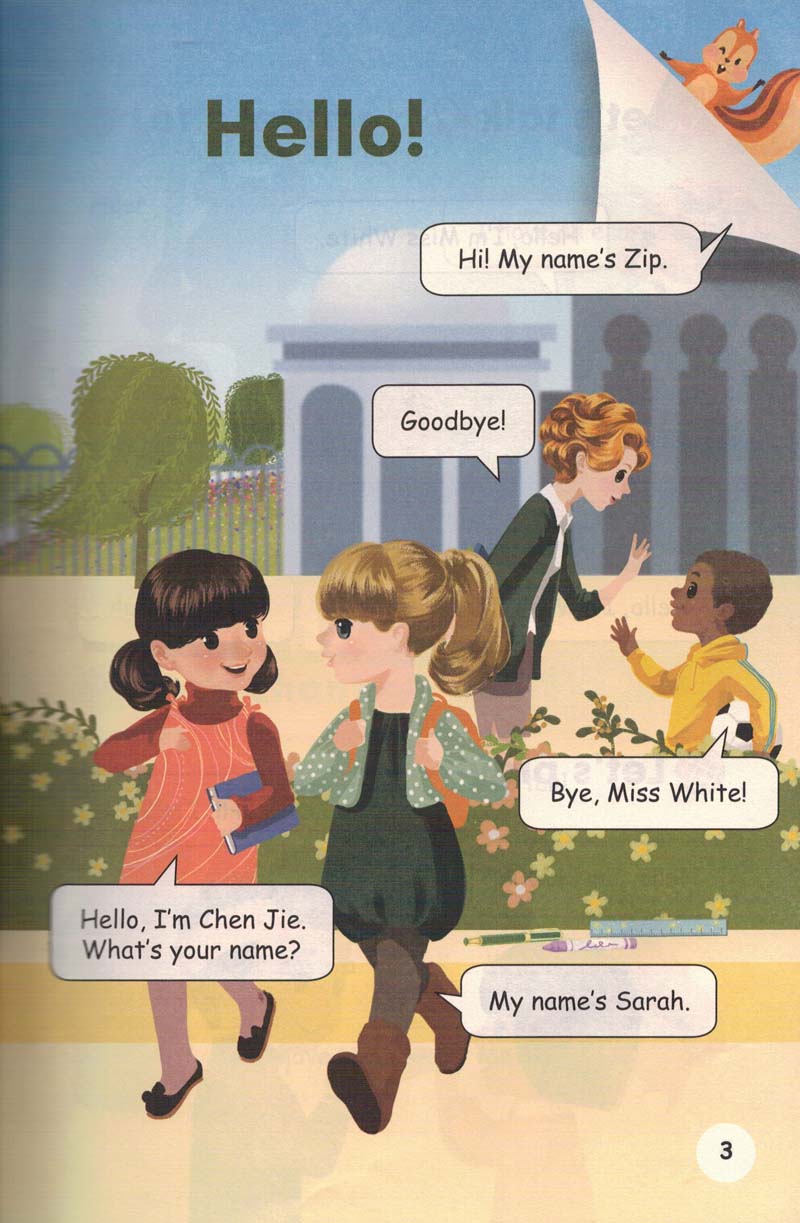 Hello!
Hi! My name's Zip.
Goodbye!
Bye, Miss White!
Hello, I'm Chen Jie.
What's your name?
My name's Sarah.
3